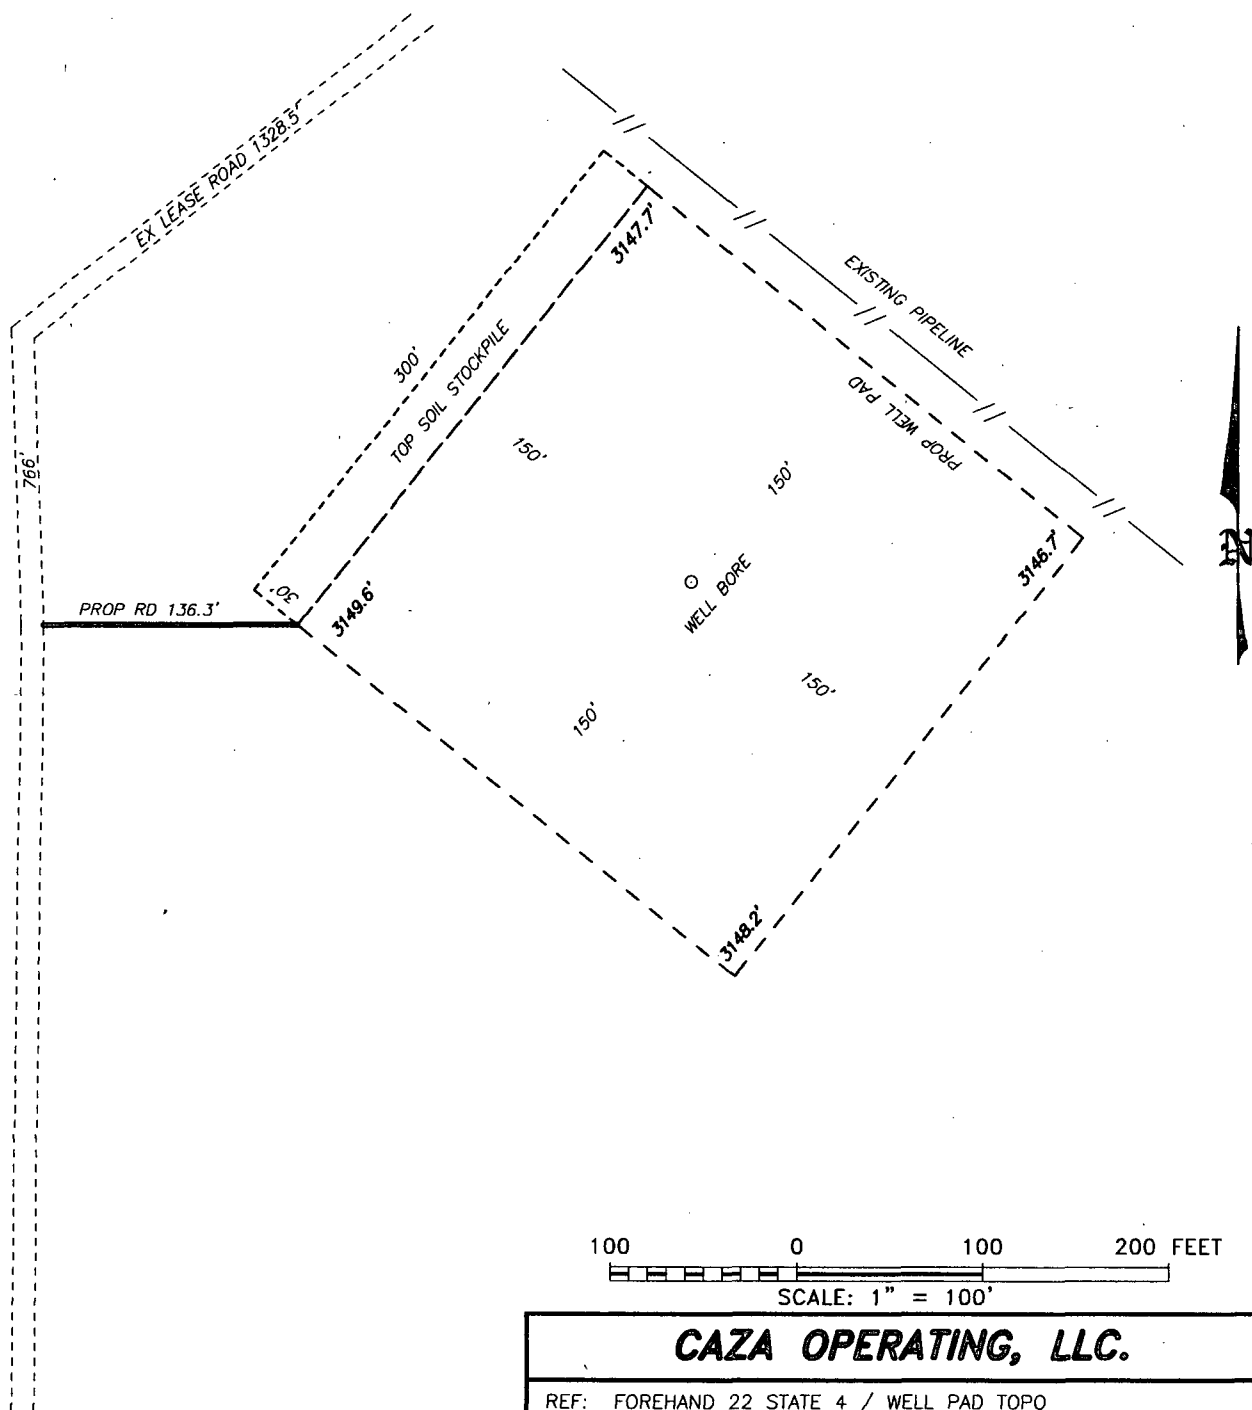 EX LEASE ROAD 1328.5'
3147.7'
EXISTING PIPELINE
300'
TOP SOIL STOCKPILE
PROP WELL PAD
766'
150'
150'
3146.7'
WELL BORE
30'
PROP RD 136.3'
3149.6'
150'
150'
3148.2'
N
100 0 100 200 FEET
SCALE: 1" = 100'
CAZA OPERATING, LLC.
REF: FOREHAND 22 STATE 4 / WELL PAD TOPO